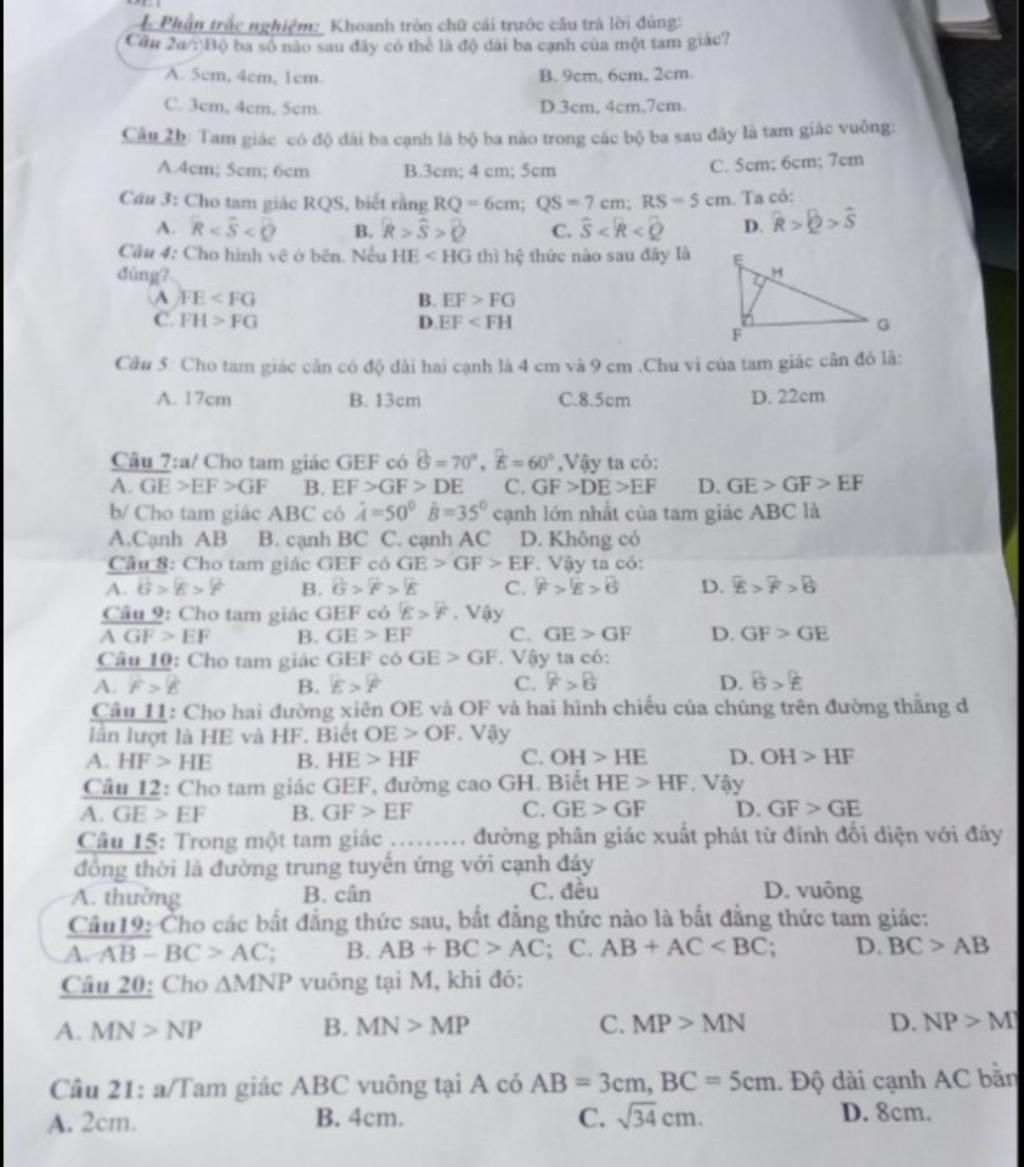 I. Phần trắc nghiệm: Khoanh tròn chữ cái trước câu trả lời đúng:
Câu 2a/: Bộ ba số nào sau đây có thể là độ dài ba cạnh của một tam giác?
A. 5cm, 4cm, 1cm. B. 9cm, 6cm, 2cm.
C. 3cm, 4cm, 5cm. D.3cm, 4cm,7cm.
Câu 2b: Tam giác có độ dài ba cạnh là bộ ba nào trong các bộ ba sau đây là tam giác vuông:
A.4cm; 5cm; 6cm B.3cm; 4 cm; 5cm C. 5cm; 6cm; 7cm
Câu 3: Cho tam giác RQS, biết rằng RQ = 6cm; QS = 7 cm; RS = 5 cm. Ta có:
A. R̂ < Ŝ < Q̂ B. R̂ > Ŝ > Q̂ C. Ŝ < R̂ < Q̂ D. R̂ > Q̂ > Ŝ
Câu 4: Cho hình vẽ ở bên. Nếu HE < HG thì hệ thức nào sau đây là
đúng?
A FE < FG B. EF > FG
C. FH > FG D.EF < FH
E
H
F
G
Câu 5: Cho tam giác cân có độ dài hai cạnh là 4 cm và 9 cm .Chu vi của tam giác cân đó là:
A. 17cm B. 13cm C.8.5cm D. 22cm
Câu 7:a/ Cho tam giác GEF có Ĝ = 70°, Ê = 60°,Vậy ta có:
A. GE >EF >GF B. EF >GF > DE C. GF >DE >EF D. GE > GF > EF
b/ Cho tam giác ABC có Â =50⁰ B̂ =35⁰ cạnh lớn nhất của tam giác ABC là
A.Cạnh AB B. cạnh BC C. cạnh AC D. Không có
Câu 8: Cho tam giác GEF có GE > GF > EF. Vậy ta có:
A. Ĝ > Ê > F̂ B. Ĝ > F̂ > Ê C. F̂ > Ê > Ĝ D. Ê > F̂ > Ĝ
Câu 9: Cho tam giác GEF có Ê > F̂. Vậy
A GF > EF B. GE > EF C. GE > GF D. GF > GE
Câu 10: Cho tam giác GEF có GE > GF. Vậy ta có:
A. F̂ > Ê B. Ê > F̂ C. F̂ > Ĝ D. Ĝ > Ê
Câu 11: Cho hai đường xiên OE và OF và hai hình chiếu của chúng trên đường thẳng d
lần lượt là HE và HF. Biết OE > OF. Vậy
A. HF > HE B. HE > HF C. OH > HE D. OH > HF
Câu 12: Cho tam giác GEF, đường cao GH. Biết HE > HF. Vậy
A. GE > EF B. GF > EF C. GE > GF D. GF > GE
Câu 15: Trong một tam giác ......... đường phân giác xuất phát từ đỉnh đối diện với đáy
đồng thời là đường trung tuyến ứng với cạnh đáy
A. thường B. cân C. đều D. vuông
Câu19: Cho các bất đẳng thức sau, bất đẳng thức nào là bất đẳng thức tam giác:
A. AB – BC > AC; B. AB + BC > AC; C. AB + AC < BC; D. BC > AB
Câu 20: Cho ΔMNP vuông tại M, khi đó:
A. MN > NP B. MN > MP C. MP > MN D. NP > M
Câu 21: a/Tam giác ABC vuông tại A có AB = 3cm, BC = 5cm. Độ dài cạnh AC bằn
A. 2cm. B. 4cm. C. √34 cm. D. 8cm.